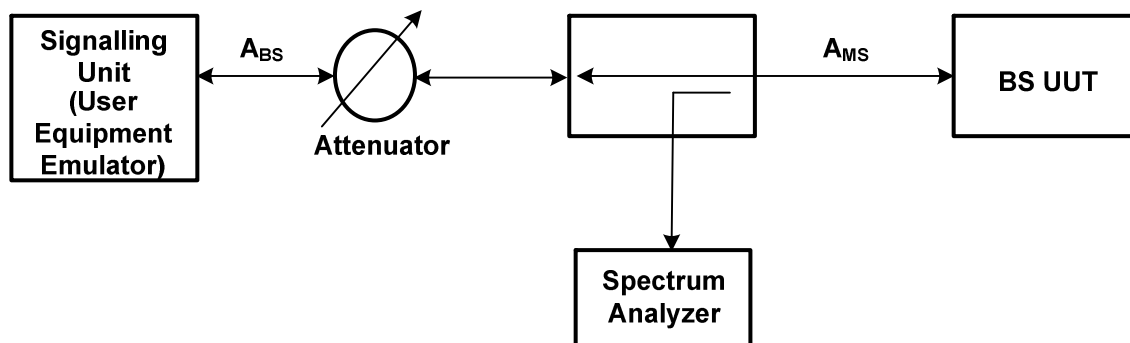 Signalling
Unit
(User
Equipment
Emulator)
A_BS
Attenuator
A_MS
BS UUT
Spectrum
Analyzer